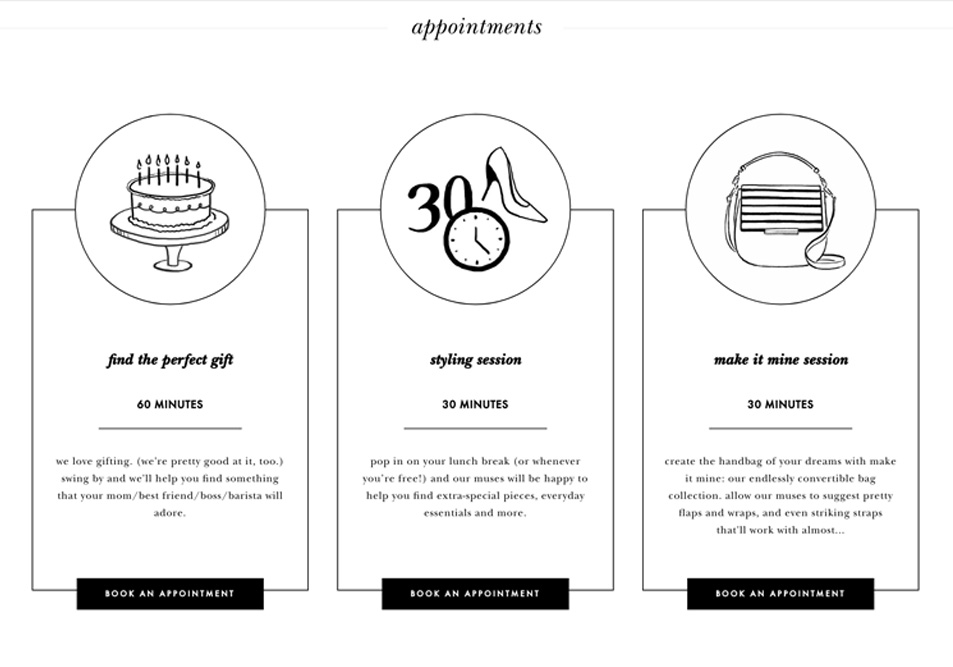 appointments
30
find the perfect gift
60 MINUTES
we love gifting. (we're pretty good at it, too.)
swing by and we'll help you find something
that your mom/best friend/boss/barista will
adore.
BOOK AN APPOINTMENT
styling session
30 MINUTES
pop in on your lunch break (or whenever
you're free!) and our muses will be happy to
help you find extra-special pieces, everyday
essentials and more.
BOOK AN APPOINTMENT
make it mine session
30 MINUTES
create the handbag of your dreams with make
it mine: our endlessly convertible bag
collection. allow our muses to suggest pretty
flaps and wraps, and even striking straps
that'll work with almost...
BOOK AN APPOINTMENT